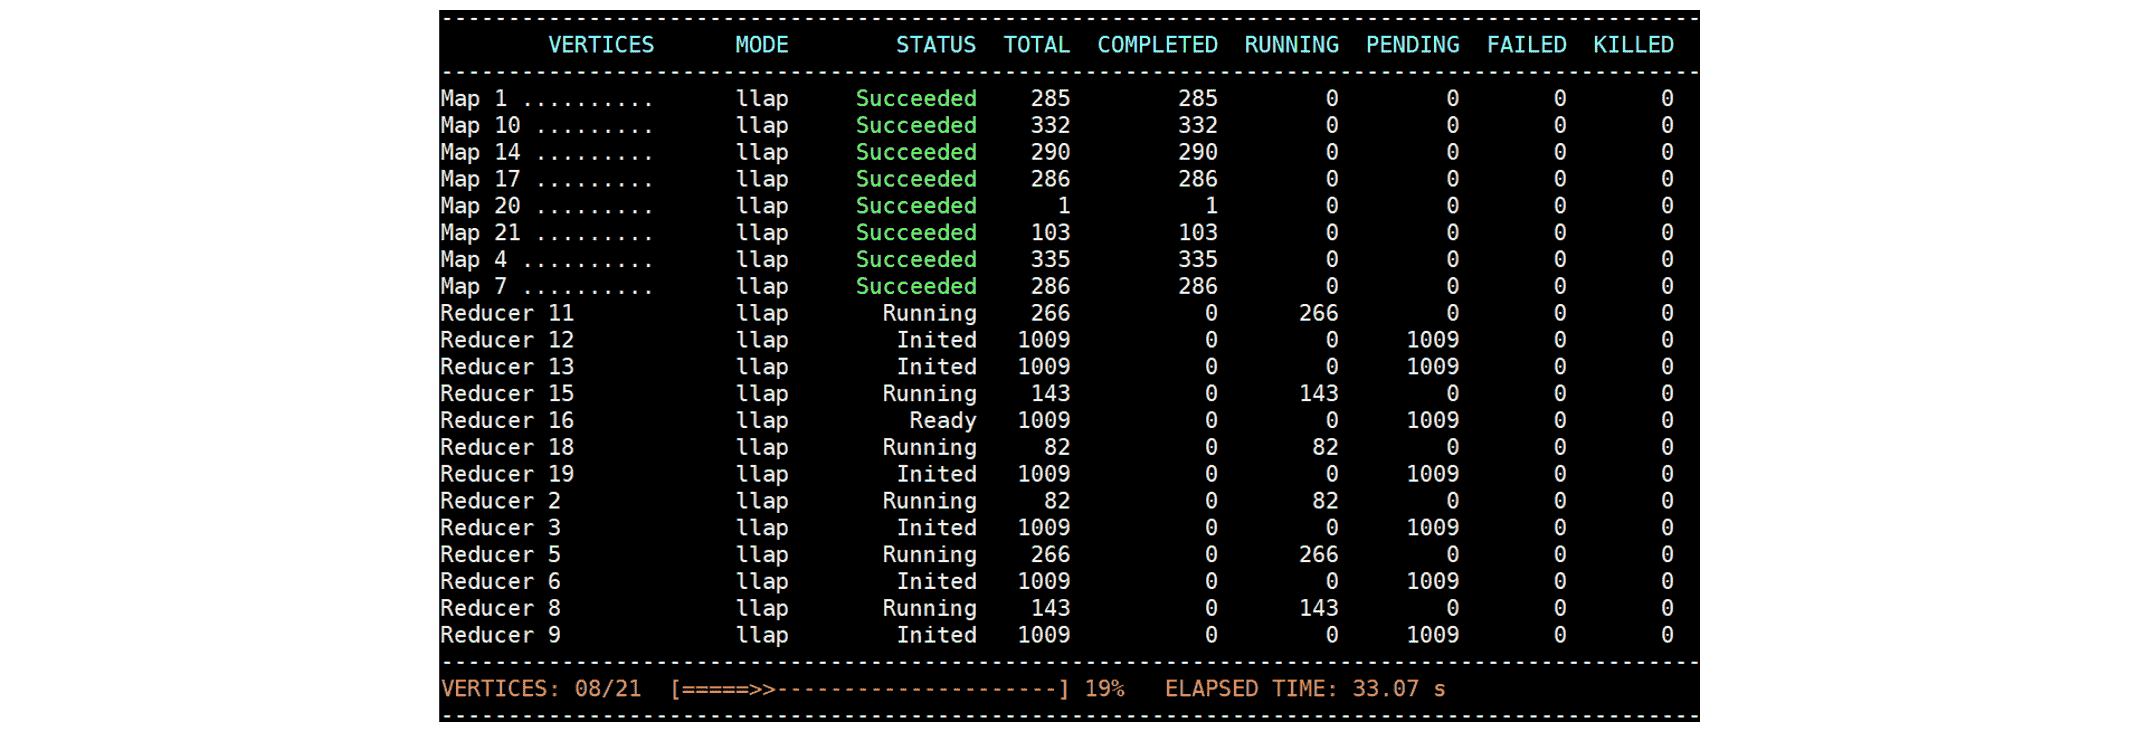 ----------------------------------------------------------------------------------------------
        VERTICES      MODE        STATUS  TOTAL  COMPLETED  RUNNING  PENDING  FAILED  KILLED
----------------------------------------------------------------------------------------------
Map 1 ..........      llap     Succeeded    285        285        0        0       0       0
Map 10 .........      llap     Succeeded    332        332        0        0       0       0
Map 14 .........      llap     Succeeded    290        290        0        0       0       0
Map 17 .........      llap     Succeeded    286        286        0        0       0       0
Map 20 .........      llap     Succeeded      1          1        0        0       0       0
Map 21 .........      llap     Succeeded    103        103        0        0       0       0
Map 4 ..........      llap     Succeeded    335        335        0        0       0       0
Map 7 ..........      llap     Succeeded    286        286        0        0       0       0
Reducer 11            llap       Running    266          0      266        0       0       0
Reducer 12            llap        Inited   1009          0        0     1009       0       0
Reducer 13            llap        Inited   1009          0        0     1009       0       0
Reducer 15            llap       Running    143          0      143        0       0       0
Reducer 16            llap         Ready   1009          0        0     1009       0       0
Reducer 18            llap       Running     82          0       82        0       0       0
Reducer 19            llap        Inited   1009          0        0     1009       0       0
Reducer 2             llap       Running     82          0       82        0       0       0
Reducer 3             llap        Inited   1009          0        0     1009       0       0
Reducer 5             llap       Running    266          0      266        0       0       0
Reducer 6             llap        Inited   1009          0        0     1009       0       0
Reducer 8             llap       Running    143          0      143        0       0       0
Reducer 9             llap        Inited   1009          0        0     1009       0       0
----------------------------------------------------------------------------------------------
VERTICES: 08/21  [=====>>---------------------] 19%   ELAPSED TIME: 33.07 s
----------------------------------------------------------------------------------------------